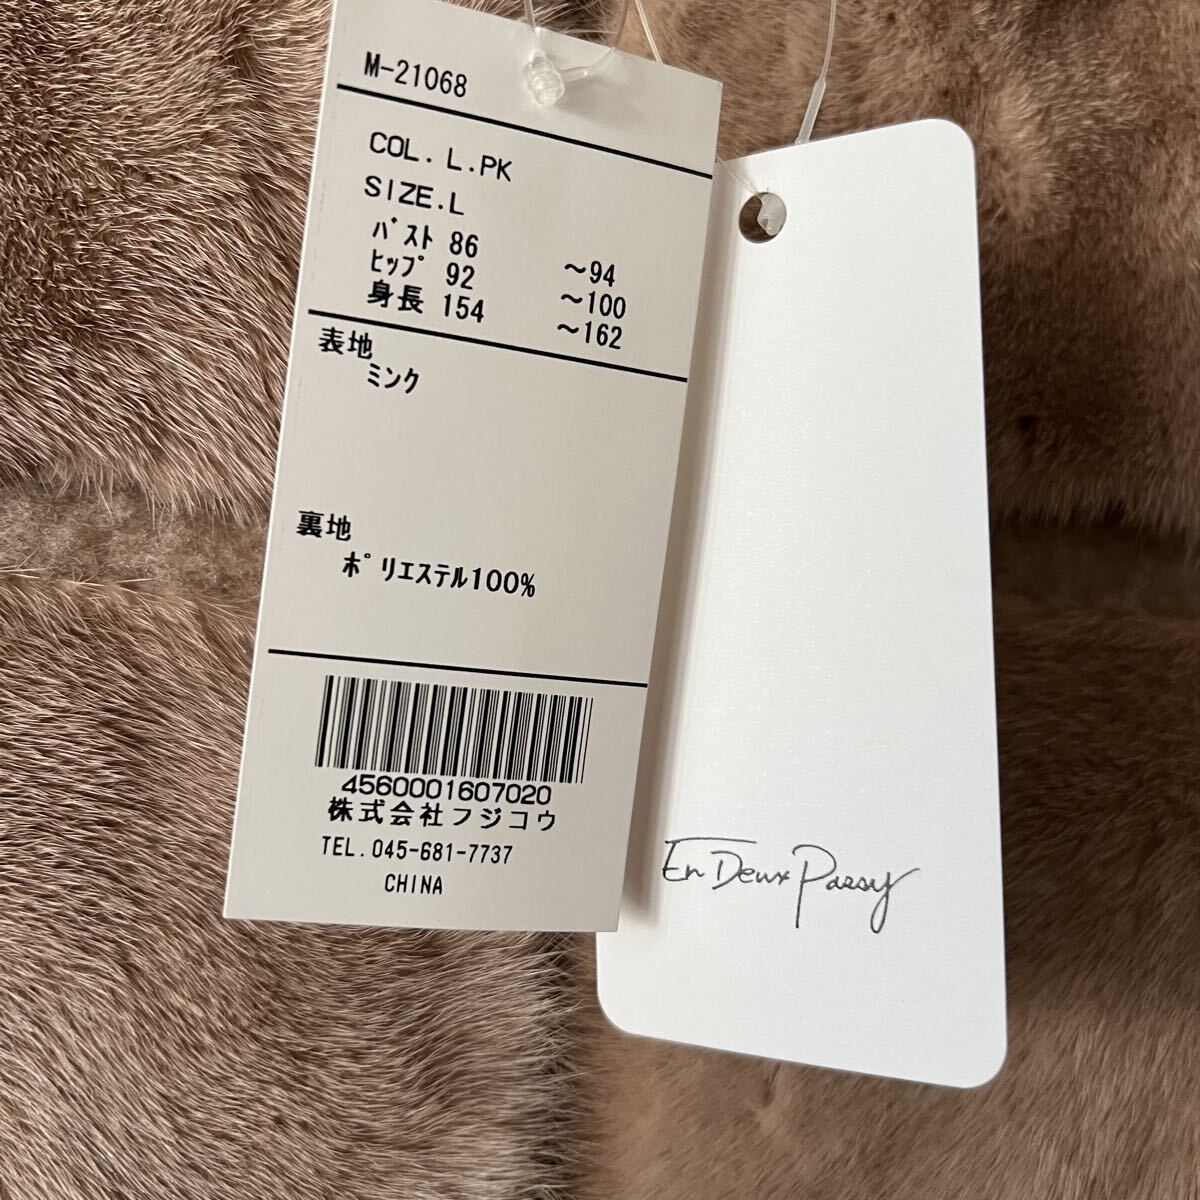 M-21068
COL. L.PK
SIZE.L
バスト 86 ～94
ヒップ 92 ～100
身長 154 ～162
表地
ミンク
裏地
ポリエステル100%
4560001607020
株式会社フジコウ
TEL. 045-681-7737
CHINA
En Deux Passy